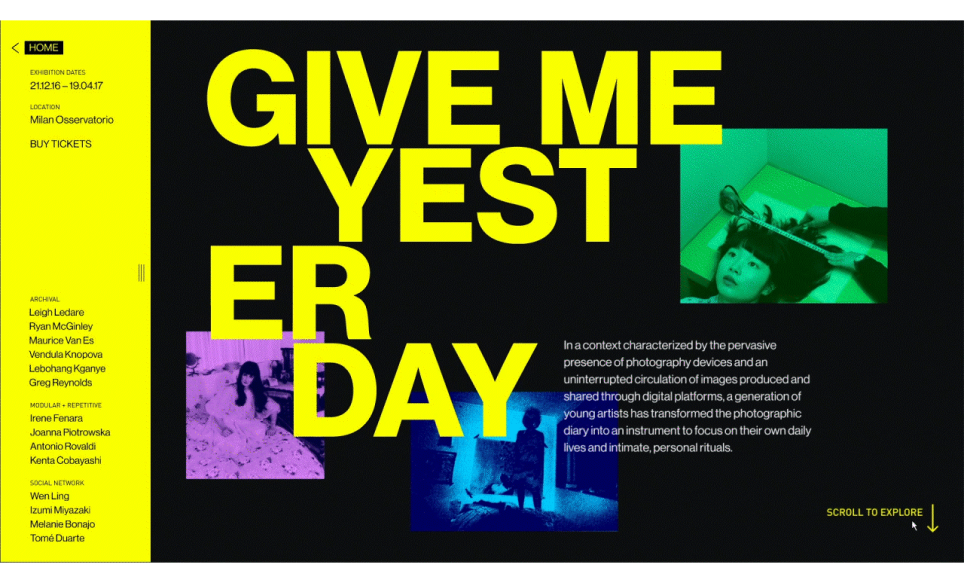 HOME
EXHIBITION DATES
21.12.16 – 19.04.17
LOCATION
Milan Osservatorio
BUY TICKETS
ARCHIVAL
Leigh Ledare
Ryan McGinley
Maurice Van Es
Vendula Knopova
Lebohang Kganye
Greg Reynolds
MODULAR + REPETITIVE
Irene Fenara
Joanna Piotrowska
Antonio Rovaldi
Kenta Cobayashi
SOCIAL NETWORK
Wen Ling
Izumi Miyazaki
Melanie Bonajo
Tomé Duarte
GIVE ME
YEST
ER
DAY
In a context characterized by the pervasive
presence of photography devices and an
uninterrupted circulation of images produced and
shared through digital platforms, a generation of
young artists has transformed the photographic
diary into an instrument to focus on their own daily
lives and intimate, personal rituals.
SCROLL TO EXPLORE